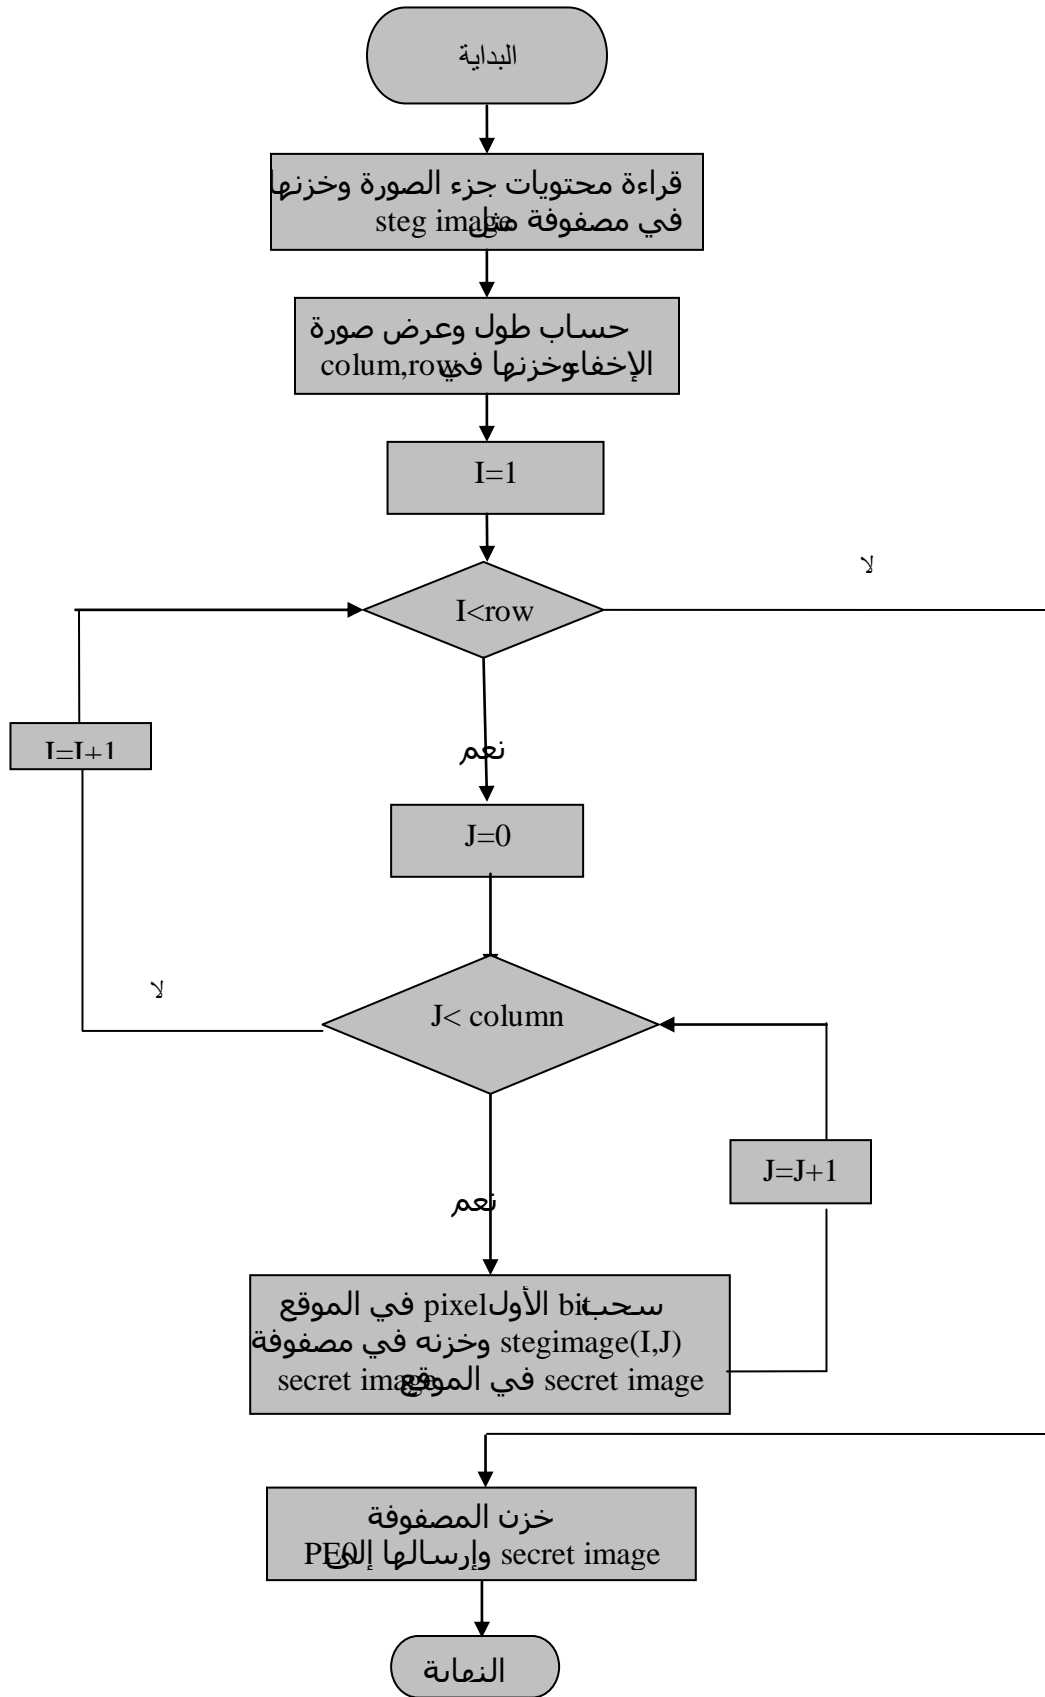 البداية
قراءة محتويات جزء الصورة وخزنها
في مصفوفة مثل steg image
حساب طول وعرض صورة
الإخفاء وخزنها في colum,row
I=1
I<row
لا
I=I+1
نعم
J=0
لا
J< column
J=J+1
نعم
سحب bit الأول pixel في الموقع
stegimage(I,J) وخزنه في مصفوفة
secret image في الموقع secret image
خزن المصفوفة
secret image وإرسالها إلى PE0
النهاية